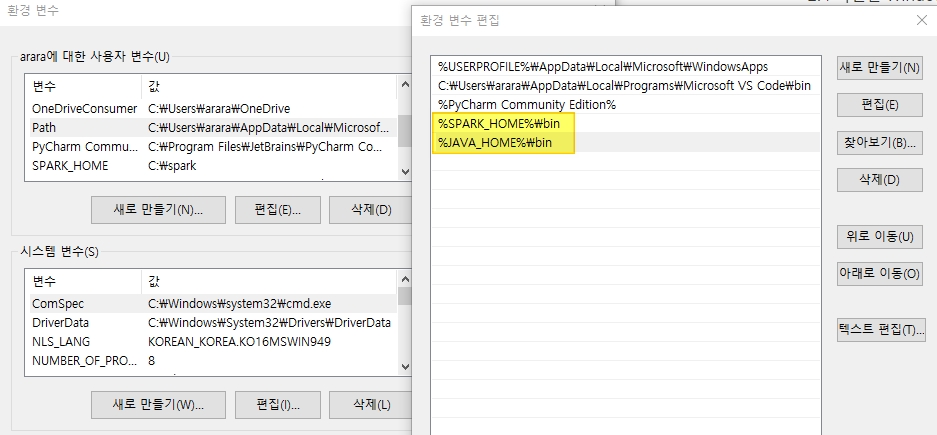 환경 변수
arara에 대한 사용자 변수(U)
변수 값
OneDriveConsumer C:₩Users₩arara₩OneDrive
Path C:₩Users₩arara₩AppData₩Local₩Microsof...
PyCharm Commu... C:₩Program Files₩JetBrains₩PyCharm Co...
SPARK_HOME C:₩spark
새로 만들기(N)... 편집(E)... 삭제(D)
시스템 변수(S)
변수 값
ComSpec C:₩Windows₩system32₩cmd.exe
DriverData C:₩Windows₩System32₩Drivers₩DriverData
NLS_LANG KOREAN_KOREA.KO16MSWIN949
NUMBER_OF_PRO... 8
새로 만들기(W)... 편집(I)... 삭제(L)
환경 변수 편집
%USERPROFILE%₩AppData₩Local₩Microsoft₩WindowsApps
C:₩Users₩arara₩AppData₩Local₩Programs₩Microsoft VS Code₩bin
%PyCharm Community Edition%
%SPARK_HOME%₩bin
%JAVA_HOME%₩bin
새로 만들기(N)
편집(E)
찾아보기(B)...
삭제(D)
위로 이동(U)
아래로 이동(O)
텍스트 편집(T)...